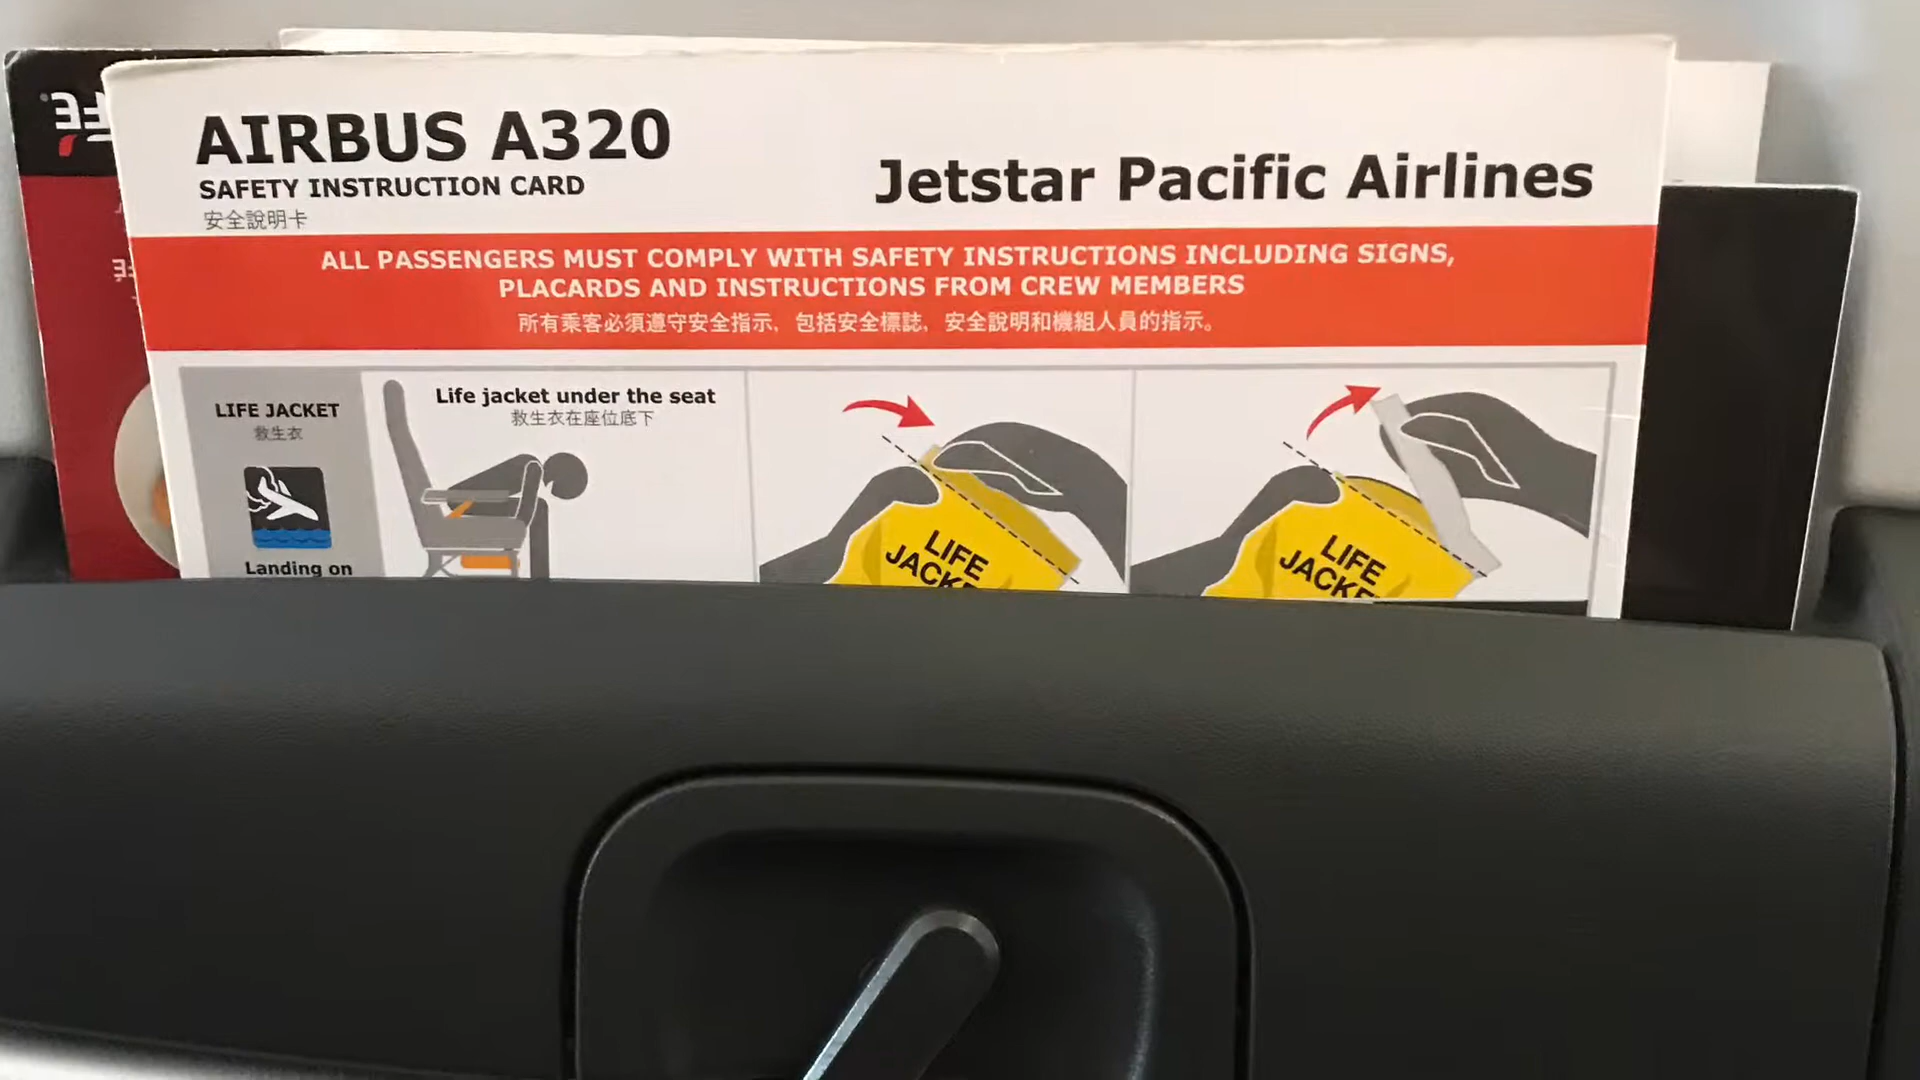 AIRBUS A320
SAFETY INSTRUCTION CARD
安全說明卡
Jetstar Pacific Airlines
ALL PASSENGERS MUST COMPLY WITH SAFETY INSTRUCTIONS INCLUDING SIGNS,
PLACARDS AND INSTRUCTIONS FROM CREW MEMBERS
所有乘客必須遵守安全指示，包括安全標誌，安全說明和機組人員的指示。
LIFE JACKET
救生衣
Landing on
Life jacket under the seat
救生衣在座位底下
LIFE
JACKE
LIFE
JACKE